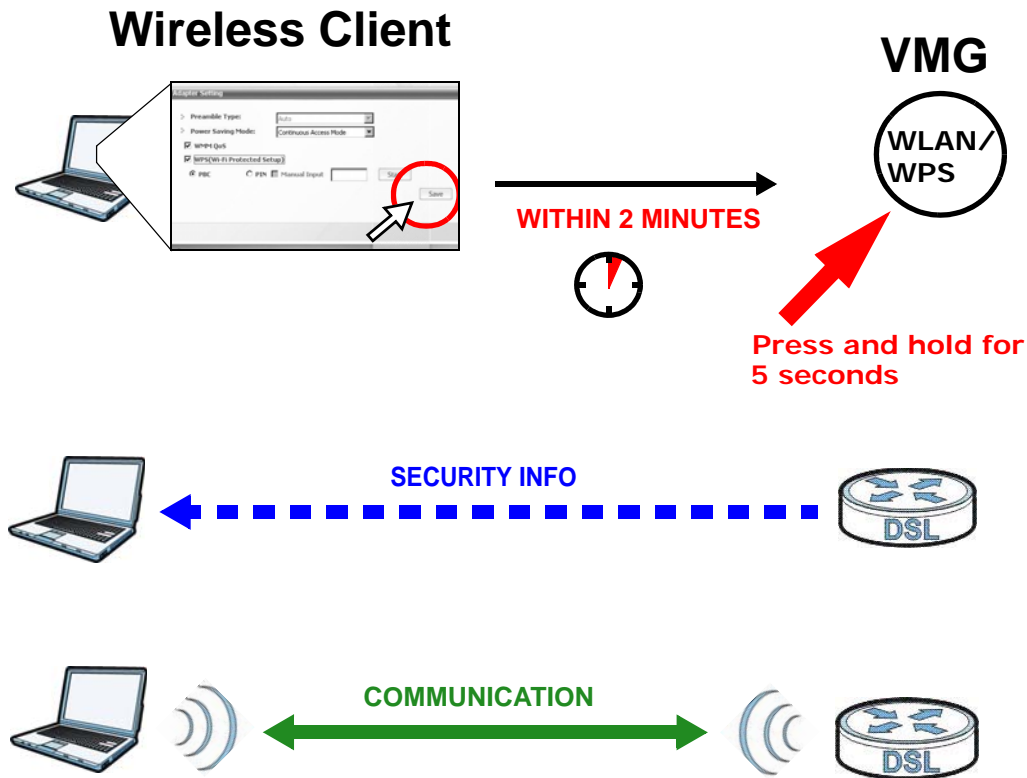 Wireless Client
VMG
Adapter Setting
> Preamble Type: Auto
> Power Saving Mode: Continuous Access Mode
WMM QoS
WPS(Wi-Fi Protected Setup)
PBC PIN Manual Input
Save
WLAN/
WPS
WITHIN 2 MINUTES
Press and hold for
5 seconds
SECURITY INFO
DSL
COMMUNICATION
DSL